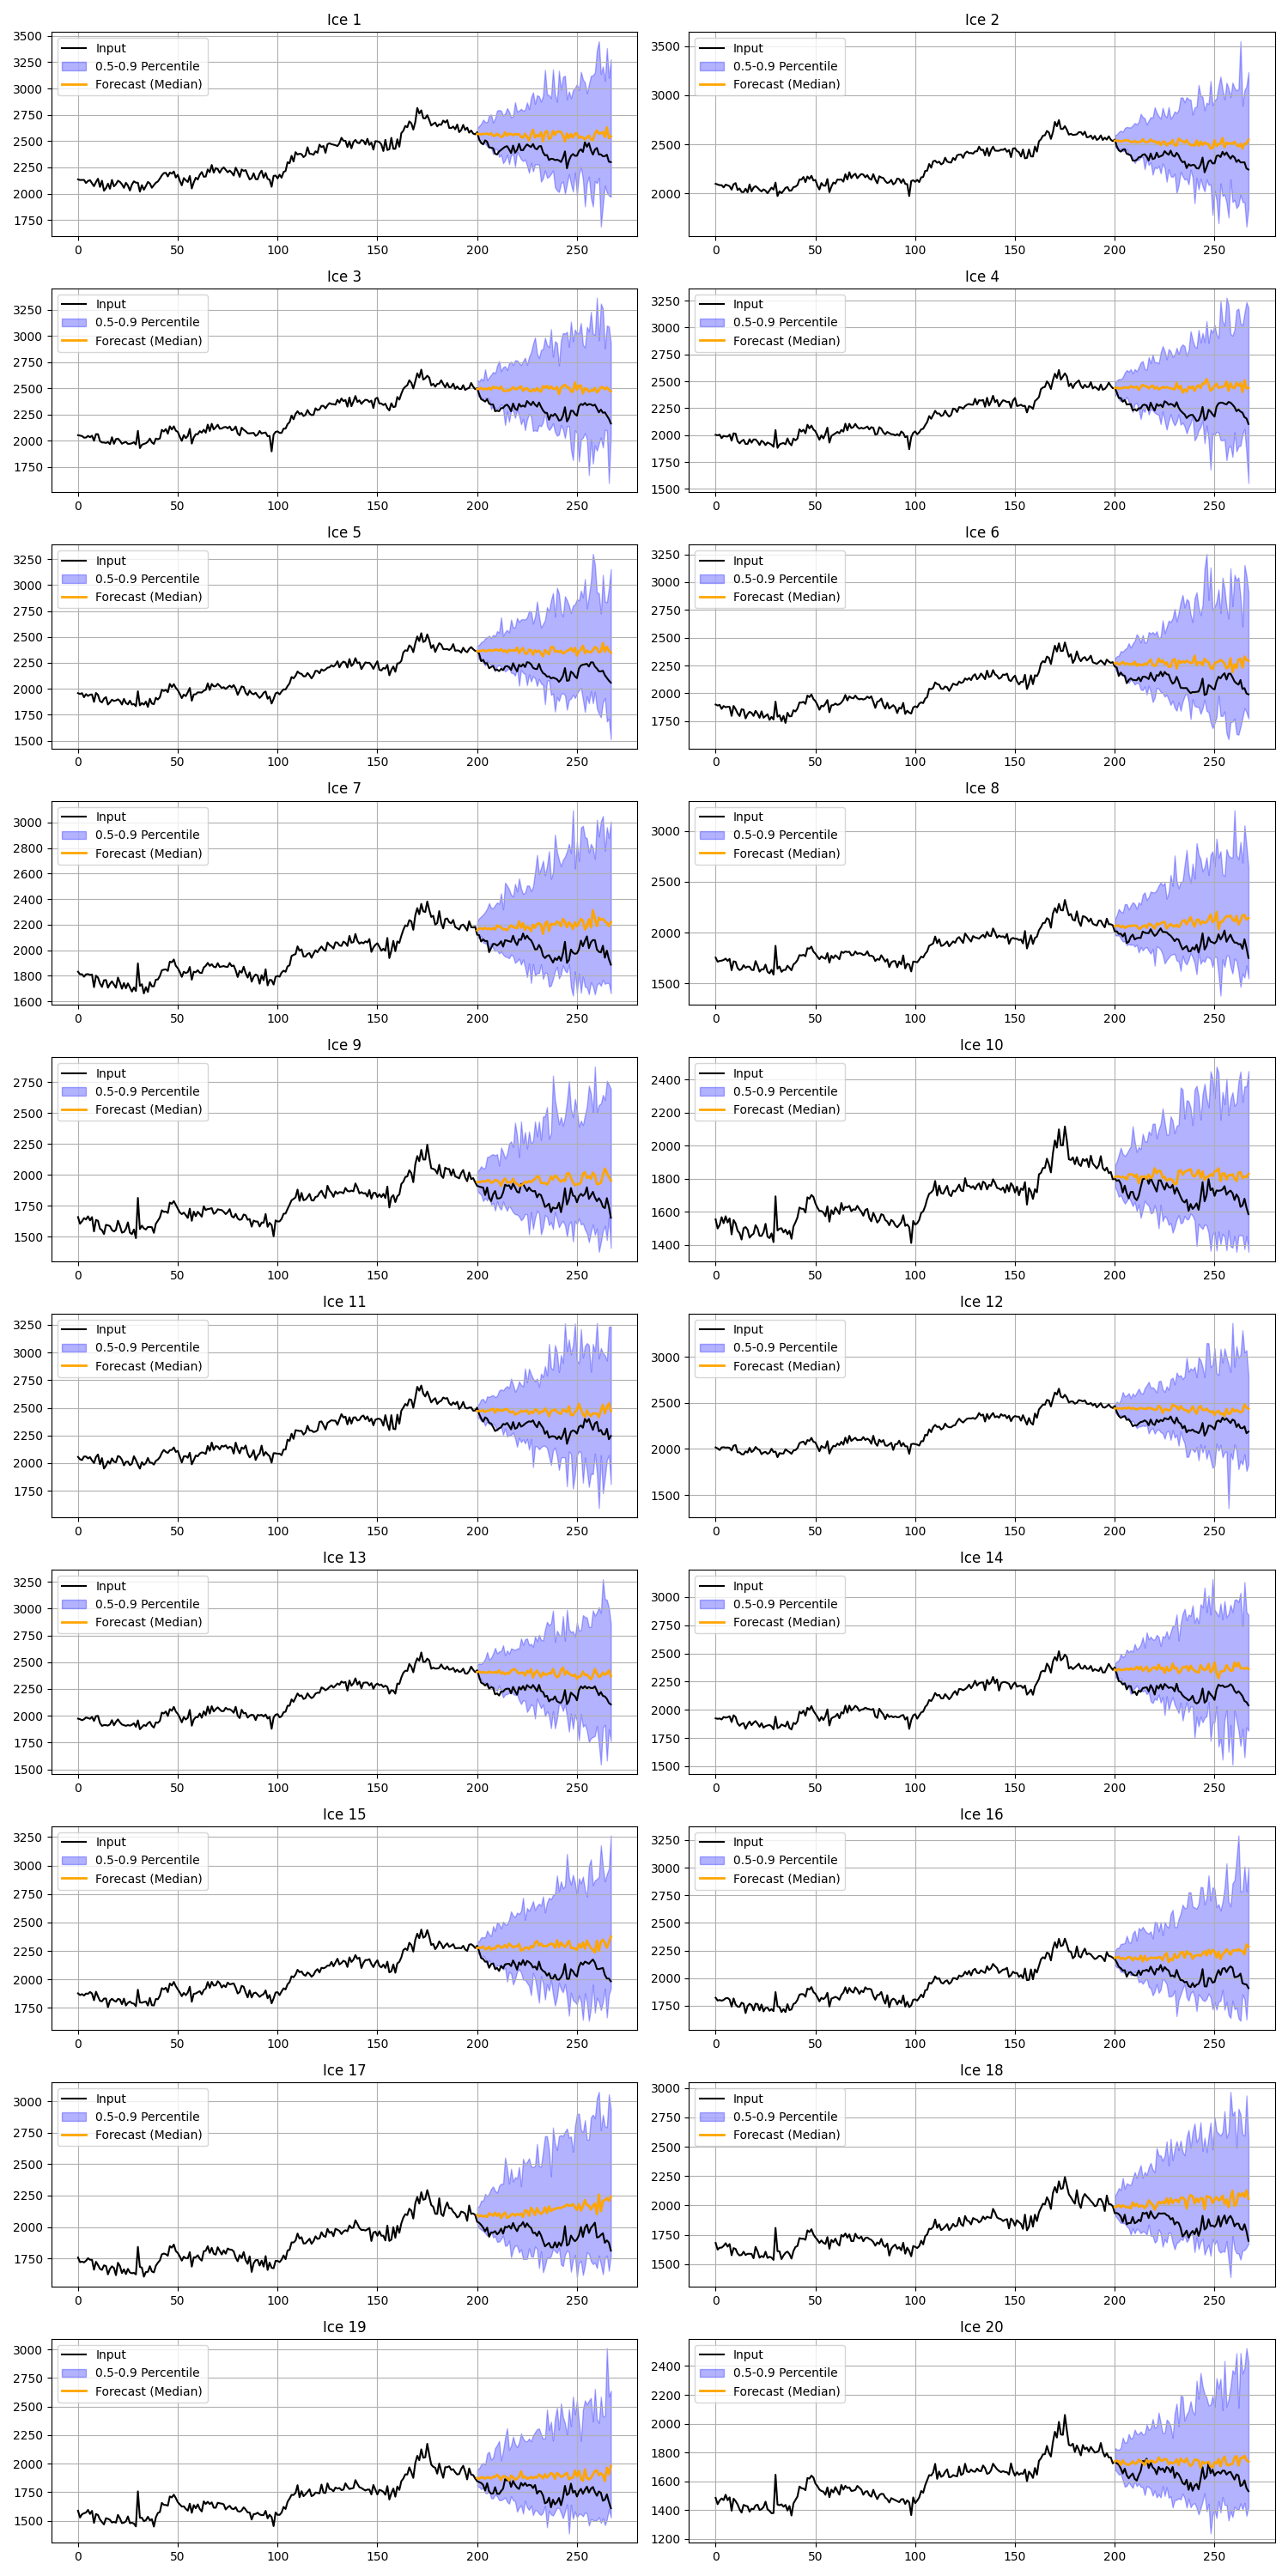 Ice 1
3500
3250
3000
2750
2500
2250
2000
1750
Input
0.5-0.9 Percentile
Forecast (Median)
0 50 100 150 200 250
Ice 2
3500
3000
2500
2000
Input
0.5-0.9 Percentile
Forecast (Median)
0 50 100 150 200 250
Ice 3
3250
3000
2750
2500
2250
2000
1750
Input
0.5-0.9 Percentile
Forecast (Median)
0 50 100 150 200 250
Ice 4
3250
3000
2750
2500
2250
2000
1750
1500
Input
0.5-0.9 Percentile
Forecast (Median)
0 50 100 150 200 250
Ice 5
3250
3000
2750
2500
2250
2000
1750
1500
Input
0.5-0.9 Percentile
Forecast (Median)
0 50 100 150 200 250
Ice 6
3250
3000
2750
2500
2250
2000
1750
Input
0.5-0.9 Percentile
Forecast (Median)
0 50 100 150 200 250
Ice 7
3000
2800
2600
2400
2200
2000
1800
1600
Input
0.5-0.9 Percentile
Forecast (Median)
0 50 100 150 200 250
Ice 8
3000
2500
2000
1500
Input
0.5-0.9 Percentile
Forecast (Median)
0 50 100 150 200 250
Ice 9
2750
2500
2250
2000
1750
1500
Input
0.5-0.9 Percentile
Forecast (Median)
0 50 100 150 200 250
Ice 10
2400
2200
2000
1800
1600
1400
Input
0.5-0.9 Percentile
Forecast (Median)
0 50 100 150 200 250
Ice 11
3250
3000
2750
2500
2250
2000
1750
Input
0.5-0.9 Percentile
Forecast (Median)
0 50 100 150 200 250
Ice 12
3000
2500
2000
1500
Input
0.5-0.9 Percentile
Forecast (Median)
0 50 100 150 200 250
Ice 13
3250
3000
2750
2500
2250
2000
1750
1500
Input
0.5-0.9 Percentile
Forecast (Median)
0 50 100 150 200 250
Ice 14
3000
2750
2500
2250
2000
1750
1500
Input
0.5-0.9 Percentile
Forecast (Median)
0 50 100 150 200 250
Ice 15
3250
3000
2750
2500
2250
2000
1750
Input
0.5-0.9 Percentile
Forecast (Median)
0 50 100 150 200 250
Ice 16
3250
3000
2750
2500
2250
2000
1750
Input
0.5-0.9 Percentile
Forecast (Median)
0 50 100 150 200 250
Ice 17
3000
2750
2500
2250
2000
1750
Input
0.5-0.9 Percentile
Forecast (Median)
0 50 100 150 200 250
Ice 18
3000
2750
2500
2250
2000
1750
1500
Input
0.5-0.9 Percentile
Forecast (Median)
0 50 100 150 200 250
Ice 19
3000
2750
2500
2250
2000
1750
1500
Input
0.5-0.9 Percentile
Forecast (Median)
0 50 100 150 200 250
Ice 20
2400
2200
2000
1800
1600
1400
1200
Input
0.5-0.9 Percentile
Forecast (Median)
0 50 100 150 200 250